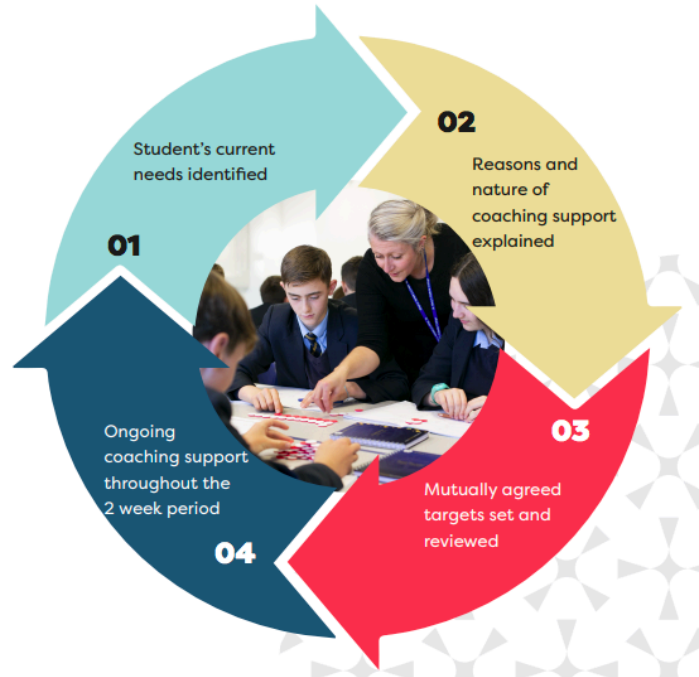 01
Student's current
needs identified
02
Reasons and
nature of
coaching support
explained
03
Mutually agreed
targets set and
reviewed
04
Ongoing
coaching support
throughout the
2 week period